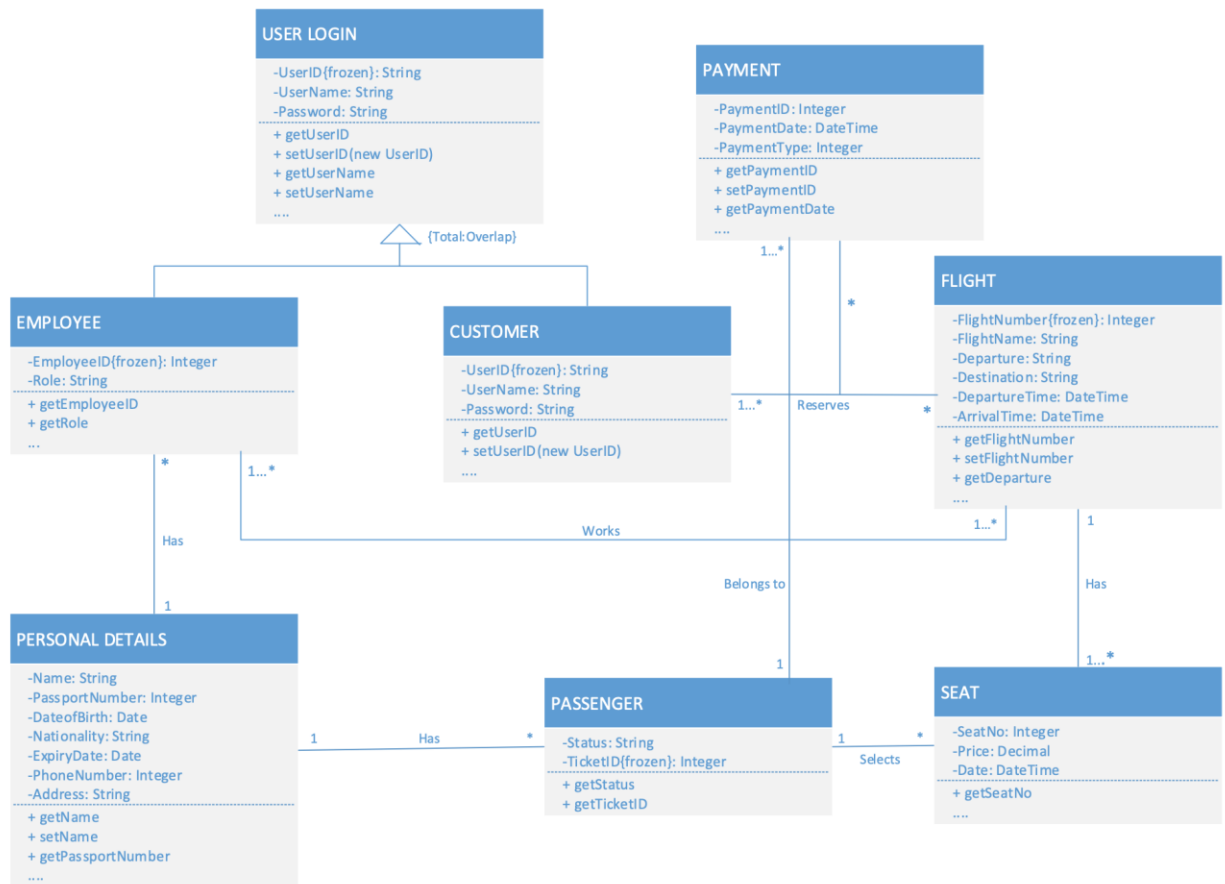 USER LOGIN
-UserID{frozen}: String
-UserName: String
-Password: String
+ getUserID
+ setUserID(new UserID)
+ getUserName
+ setUserName
....
{Total:Overlap}
PAYMENT
-PaymentID: Integer
-PaymentDate: DateTime
-PaymentType: Integer
+ getPaymentID
+ setPaymentID
+ getPaymentDate
....
1...*
*
EMPLOYEE
-EmployeeID{frozen}: Integer
-Role: String
+ getEmployeeID
+ getRole
...
*
1...*
CUSTOMER
-UserID{frozen}: String
-UserName: String
-Password: String
+ getUserID
+ setUserID(new UserID)
....
1...*
Reserves
*
FLIGHT
-FlightNumber{frozen}: Integer
-FlightName: String
-Departure: String
-Destination: String
-DepartureTime: DateTime
-ArrivalTime: DateTime
+ getFlightNumber
+ setFlightNumber
+ getDeparture
....
1...*
1
Works
Has
1
Belongs to
1
Has
1...*
PERSONAL DETAILS
-Name: String
-PassportNumber: Integer
-DateofBirth: Date
-Nationality: String
-ExpiryDate: Date
-PhoneNumber: Integer
-Address: String
+ getName
+ setName
+ getPassportNumber
....
1
Has
*
PASSENGER
-Status: String
-TicketID{frozen}: Integer
+ getStatus
+ getTicketID
1
Selects
*
SEAT
-SeatNo: Integer
-Price: Decimal
-Date: DateTime
+ getSeatNo
....